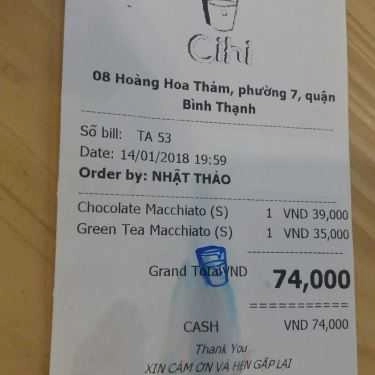 Cihi
08 Hoàng Hoa Thám, phường 7, quận
Bình Thạnh
Số bill: TA 53
Date: 14/01/2018 19:59
Order by: NHẬT THẢO
Chocolate Macchiato (S) 1 VND 39,000
Green Tea Macchiato (S) 1 VND 35,000
Grand Total VND 74,000
CASH VND 74,000
Thank You
XIN CẢM ƠN VÀ HẸN GẶP LẠI